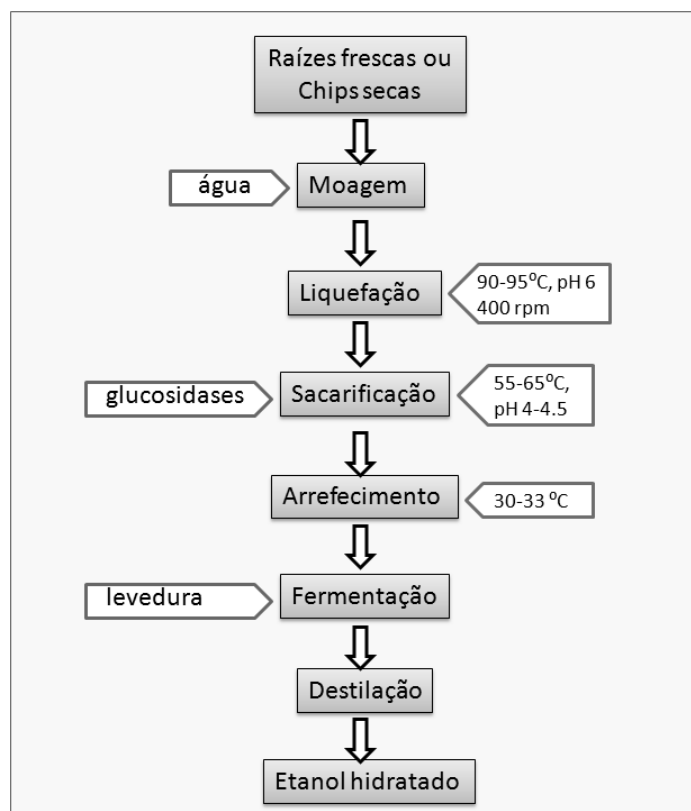 Raízes frescas ou
Chips secas
água
Moagem
Liquefação
90-95ºC, pH 6
400 rpm
glucosidases
Sacarificação
55-65ºC,
pH 4-4.5
Arrefecimento
30-33 ºC
levedura
Fermentação
Destilação
Etanol hidratado